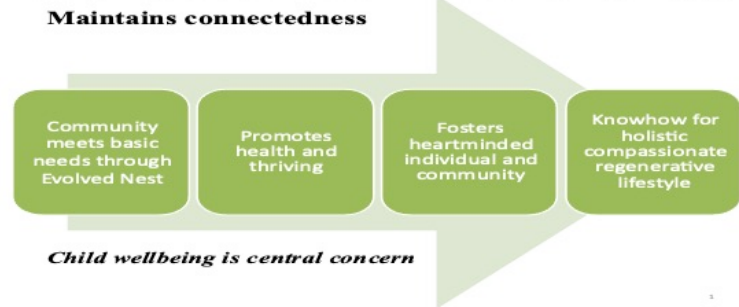 Maintains connectedness
Community
meets basic
needs through
Evolved Nest
Promotes
health and
thriving
Fosters
heartminded
individual and
community
Knowhow for
holistic
compassionate
regenerative
lifestyle
Child wellbeing is central concern
1